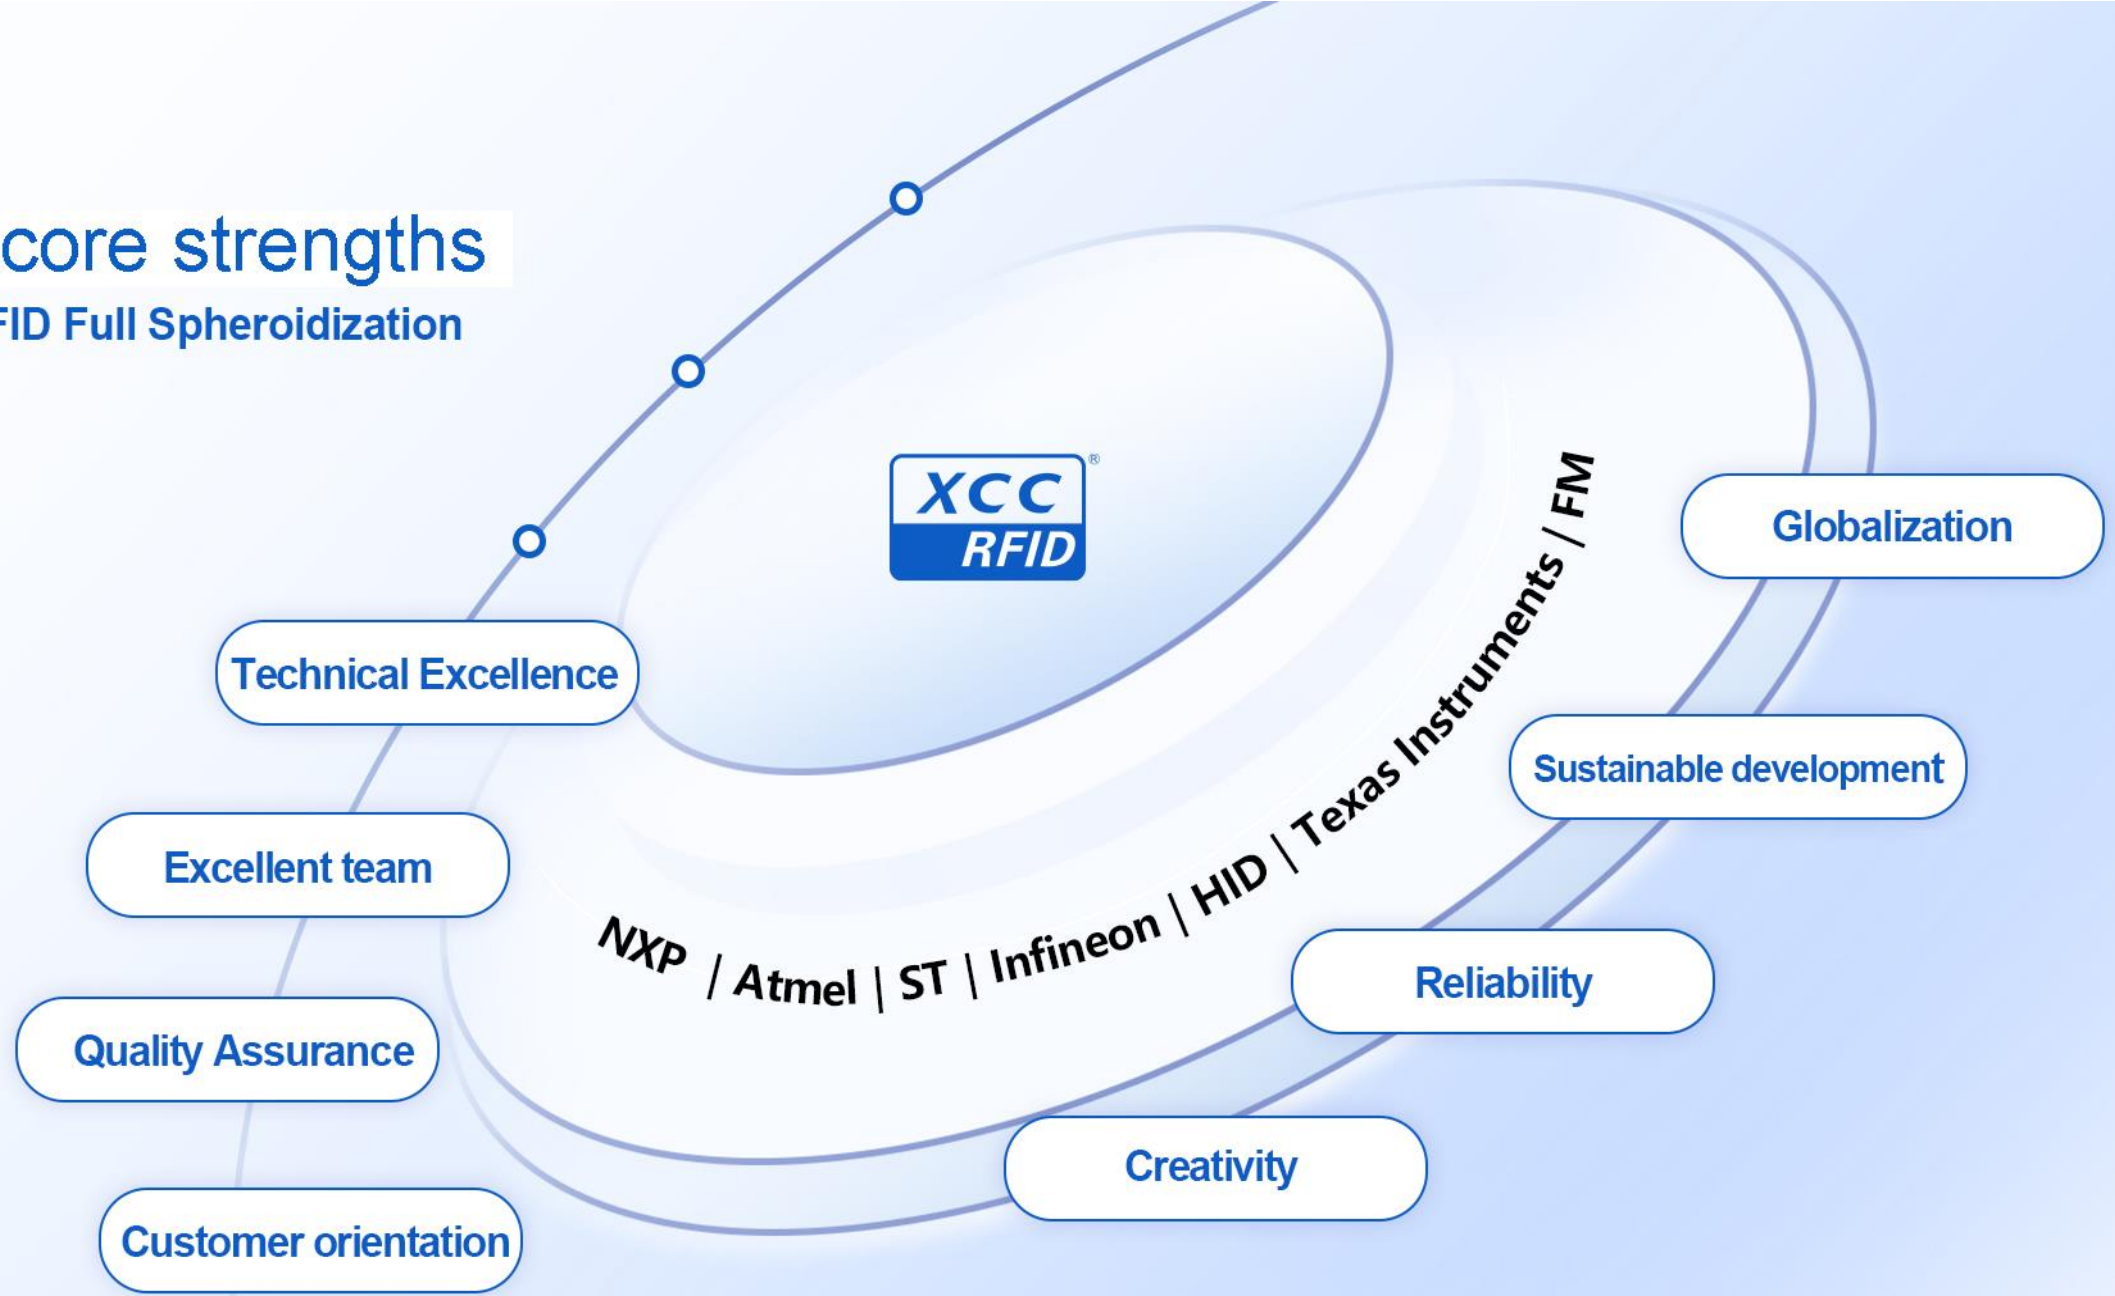 core strengths
FID Full Spheroidization
XCC
®
RFID
NXP | Atmel | ST | Infineon | HID | Texas Instruments | FM
Globalization
Technical Excellence
Sustainable development
Excellent team
Reliability
Quality Assurance
Creativity
Customer orientation